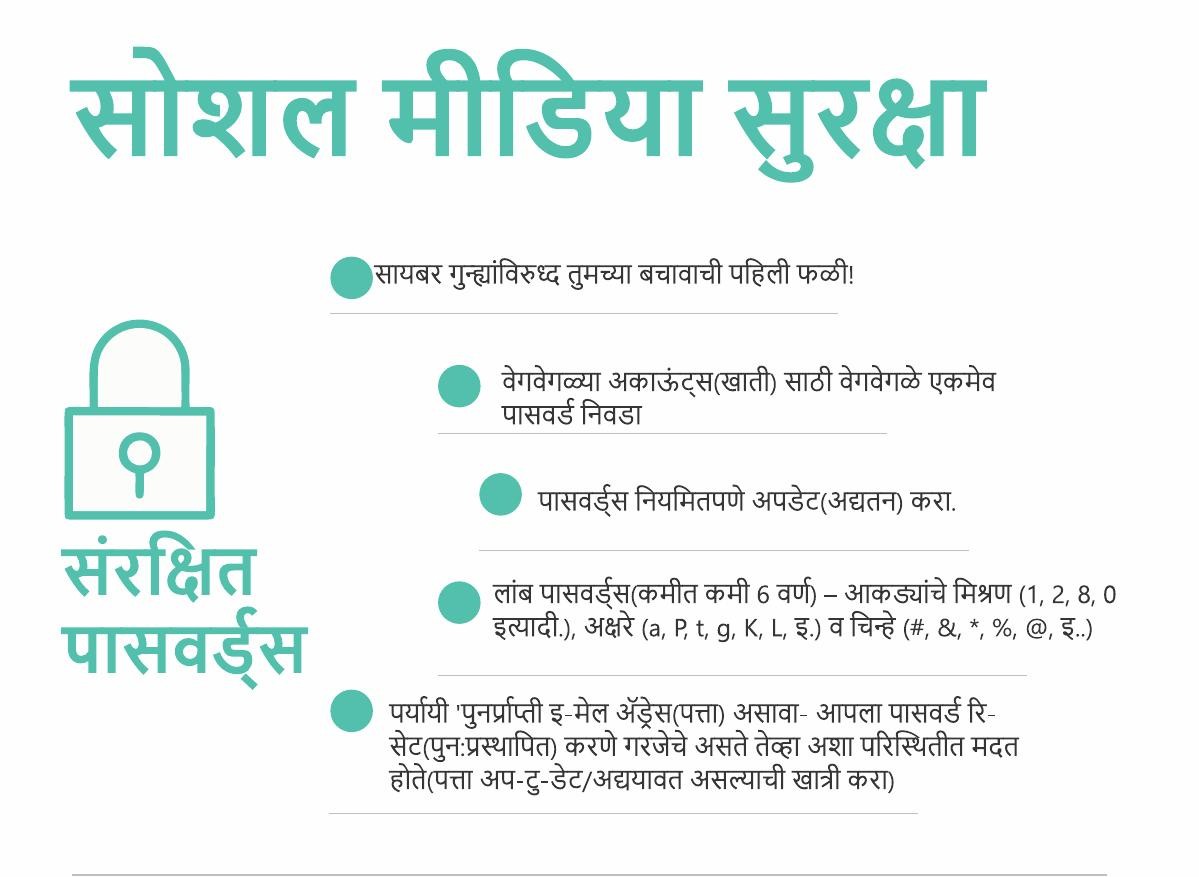 सोशल मीडिया सुरक्षा
सायबर गुन्ह्यांविरुध्द तुमच्या बचावाची पहिली फळी!
वेगवेगळ्या अकाऊंट्स(खाती) साठी वेगवेगळे एकमेव
पासवर्ड निवडा
पासवर्ड्स नियमितपणे अपडेट(अद्यतन) करा.
संरक्षित
पासवर्ड्स
लांब पासवर्ड्स(कमीत कमी 6 वर्ण) – आकड्यांचे मिश्रण (1, 2, 8, 0
इत्यादी.), अक्षरे (a, P, t, g, K, L, इ.) व चिन्हे (#, &, *, %, @, इ..)
पर्यायी 'पुनर्प्राप्ती इ-मेल ॲड्रेस(पत्ता) असावा- आपला पासवर्ड रि-
सेट(पुन:प्रस्थापित) करणे गरजेचे असते तेव्हा अशा परिस्थितीत मदत
होते(पत्ता अप-टु-डेट/अद्ययावत असल्याची खात्री करा)